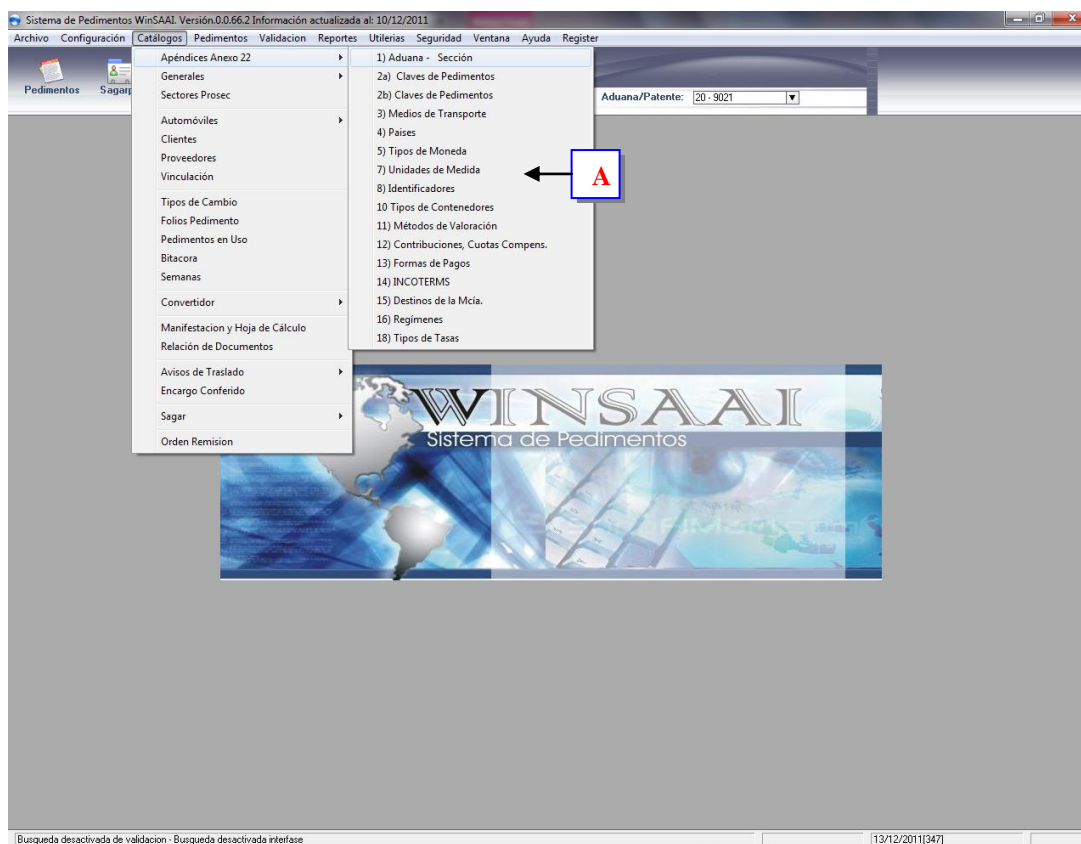 Sistema de Pedimentos WinSAAI. Versión.0.0.66.2 Información actualizada al: 10/12/2011
Archivo Configuración Catálogos Pedimentos Validacion Reportes Utilerias Seguridad Ventana Ayuda Register
Pedimentos
Aduana/Patente: 20 - 9021
Apéndices Anexo 22
Generales
Sectores Prosec
Automóviles
Clientes
Proveedores
Vinculación
Tipos de Cambio
Folios Pedimento
Pedimentos en Uso
Bitacora
Semanas
Convertidor
Manifestacion y Hoja de Cálculo
Relación de Documentos
Avisos de Traslado
Encargo Conferido
Sagar
Orden Remision
1) Aduana - Sección
2a) Claves de Pedimentos
2b) Claves de Pedimentos
3) Medios de Transporte
4) Paises
5) Tipos de Moneda
7) Unidades de Medida
8) Identificadores
10 Tipos de Contenedores
11) Métodos de Valoración
12) Contribuciones, Cuotas Compens.
13) Formas de Pagos
14) INCOTERMS
15) Destinos de la Mcía.
16) Regímenes
18) Tipos de Tasas
A
WINSAAI
Sistema de Pedimentos
Busqueda desactivada de validacion - Busqueda desactivada interfase
13/12/2011[347]